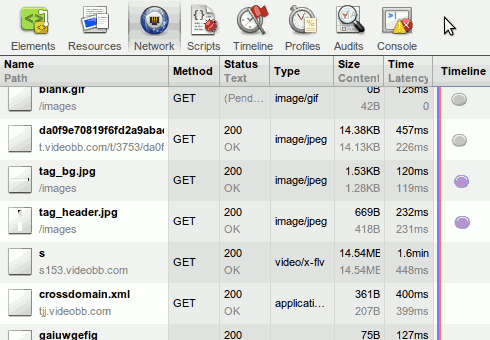 Elements Resources Network Scripts Timeline Profiles Audits Console
Name Method Status Type Size Time Timeline
Path Text Content Latency
blank.gif GET (Pend… image/gif 0B 125ms
/images 42B 0
da0f9e70819f6fd2a9abac GET 200 image/jpeg 14.38KB 457ms
t.videobb.com/t/3753/da0f OK 14.13KB 226ms
tag_bg.jpg GET 200 image/jpeg 1.53KB 120ms
/images OK 1.28KB 119ms
tag_header.jpg GET 200 image/jpeg 669B 232ms
/images OK 418B 231ms
s GET 200 video/x-flv 14.54ME 1.6min
s153.videobb.com OK 14.54ME 448ms
crossdomain.xml GET 200 applicati… 361B 400ms
tjj.videobb.com OK 207B 399ms
gaiuwgefig 200 75B 127ms